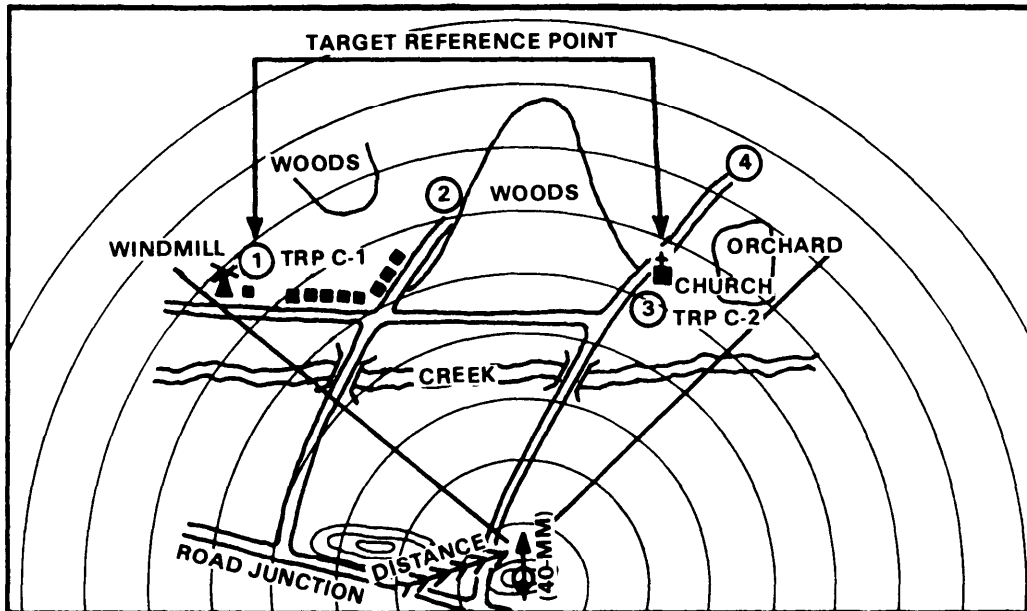 TARGET REFERENCE POINT
WOODS
4
2
WOODS
WINDMILL
1 TRP C-1
ORCHARD
CHURCH
3 TRP C-2
CREEK
DISTANCE
(40-MM)
ROAD JUNCTION